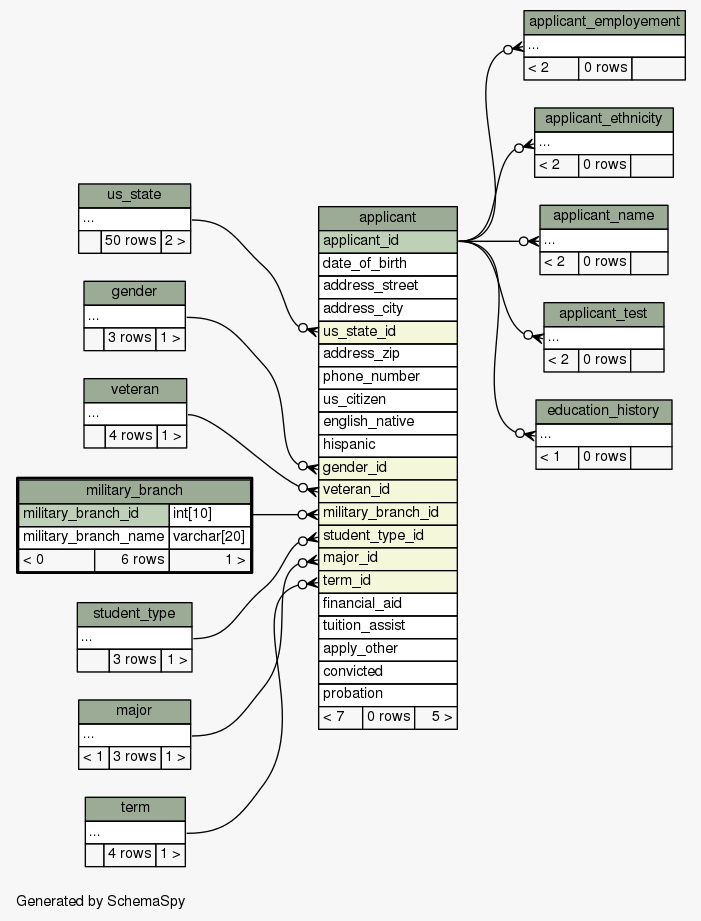 applicant_employement
...
< 2 0 rows
applicant_ethnicity
...
< 2 0 rows
applicant_name
...
< 2 0 rows
applicant_test
...
< 2 0 rows
education_history
...
< 1 0 rows
us_state
...
50 rows 2 >
gender
...
3 rows 1 >
veteran
...
4 rows 1 >
military_branch
military_branch_id int[10]
military_branch_name varchar[20]
< 0 6 rows 1 >
student_type
...
3 rows 1 >
major
...
< 1 3 rows 1 >
term
...
4 rows 1 >
applicant
applicant_id
date_of_birth
address_street
address_city
us_state_id
address_zip
phone_number
us_citizen
english_native
hispanic
gender_id
veteran_id
military_branch_id
student_type_id
major_id
term_id
financial_aid
tuition_assist
apply_other
convicted
probation
< 7 0 rows 5 >
Generated by SchemaSpy